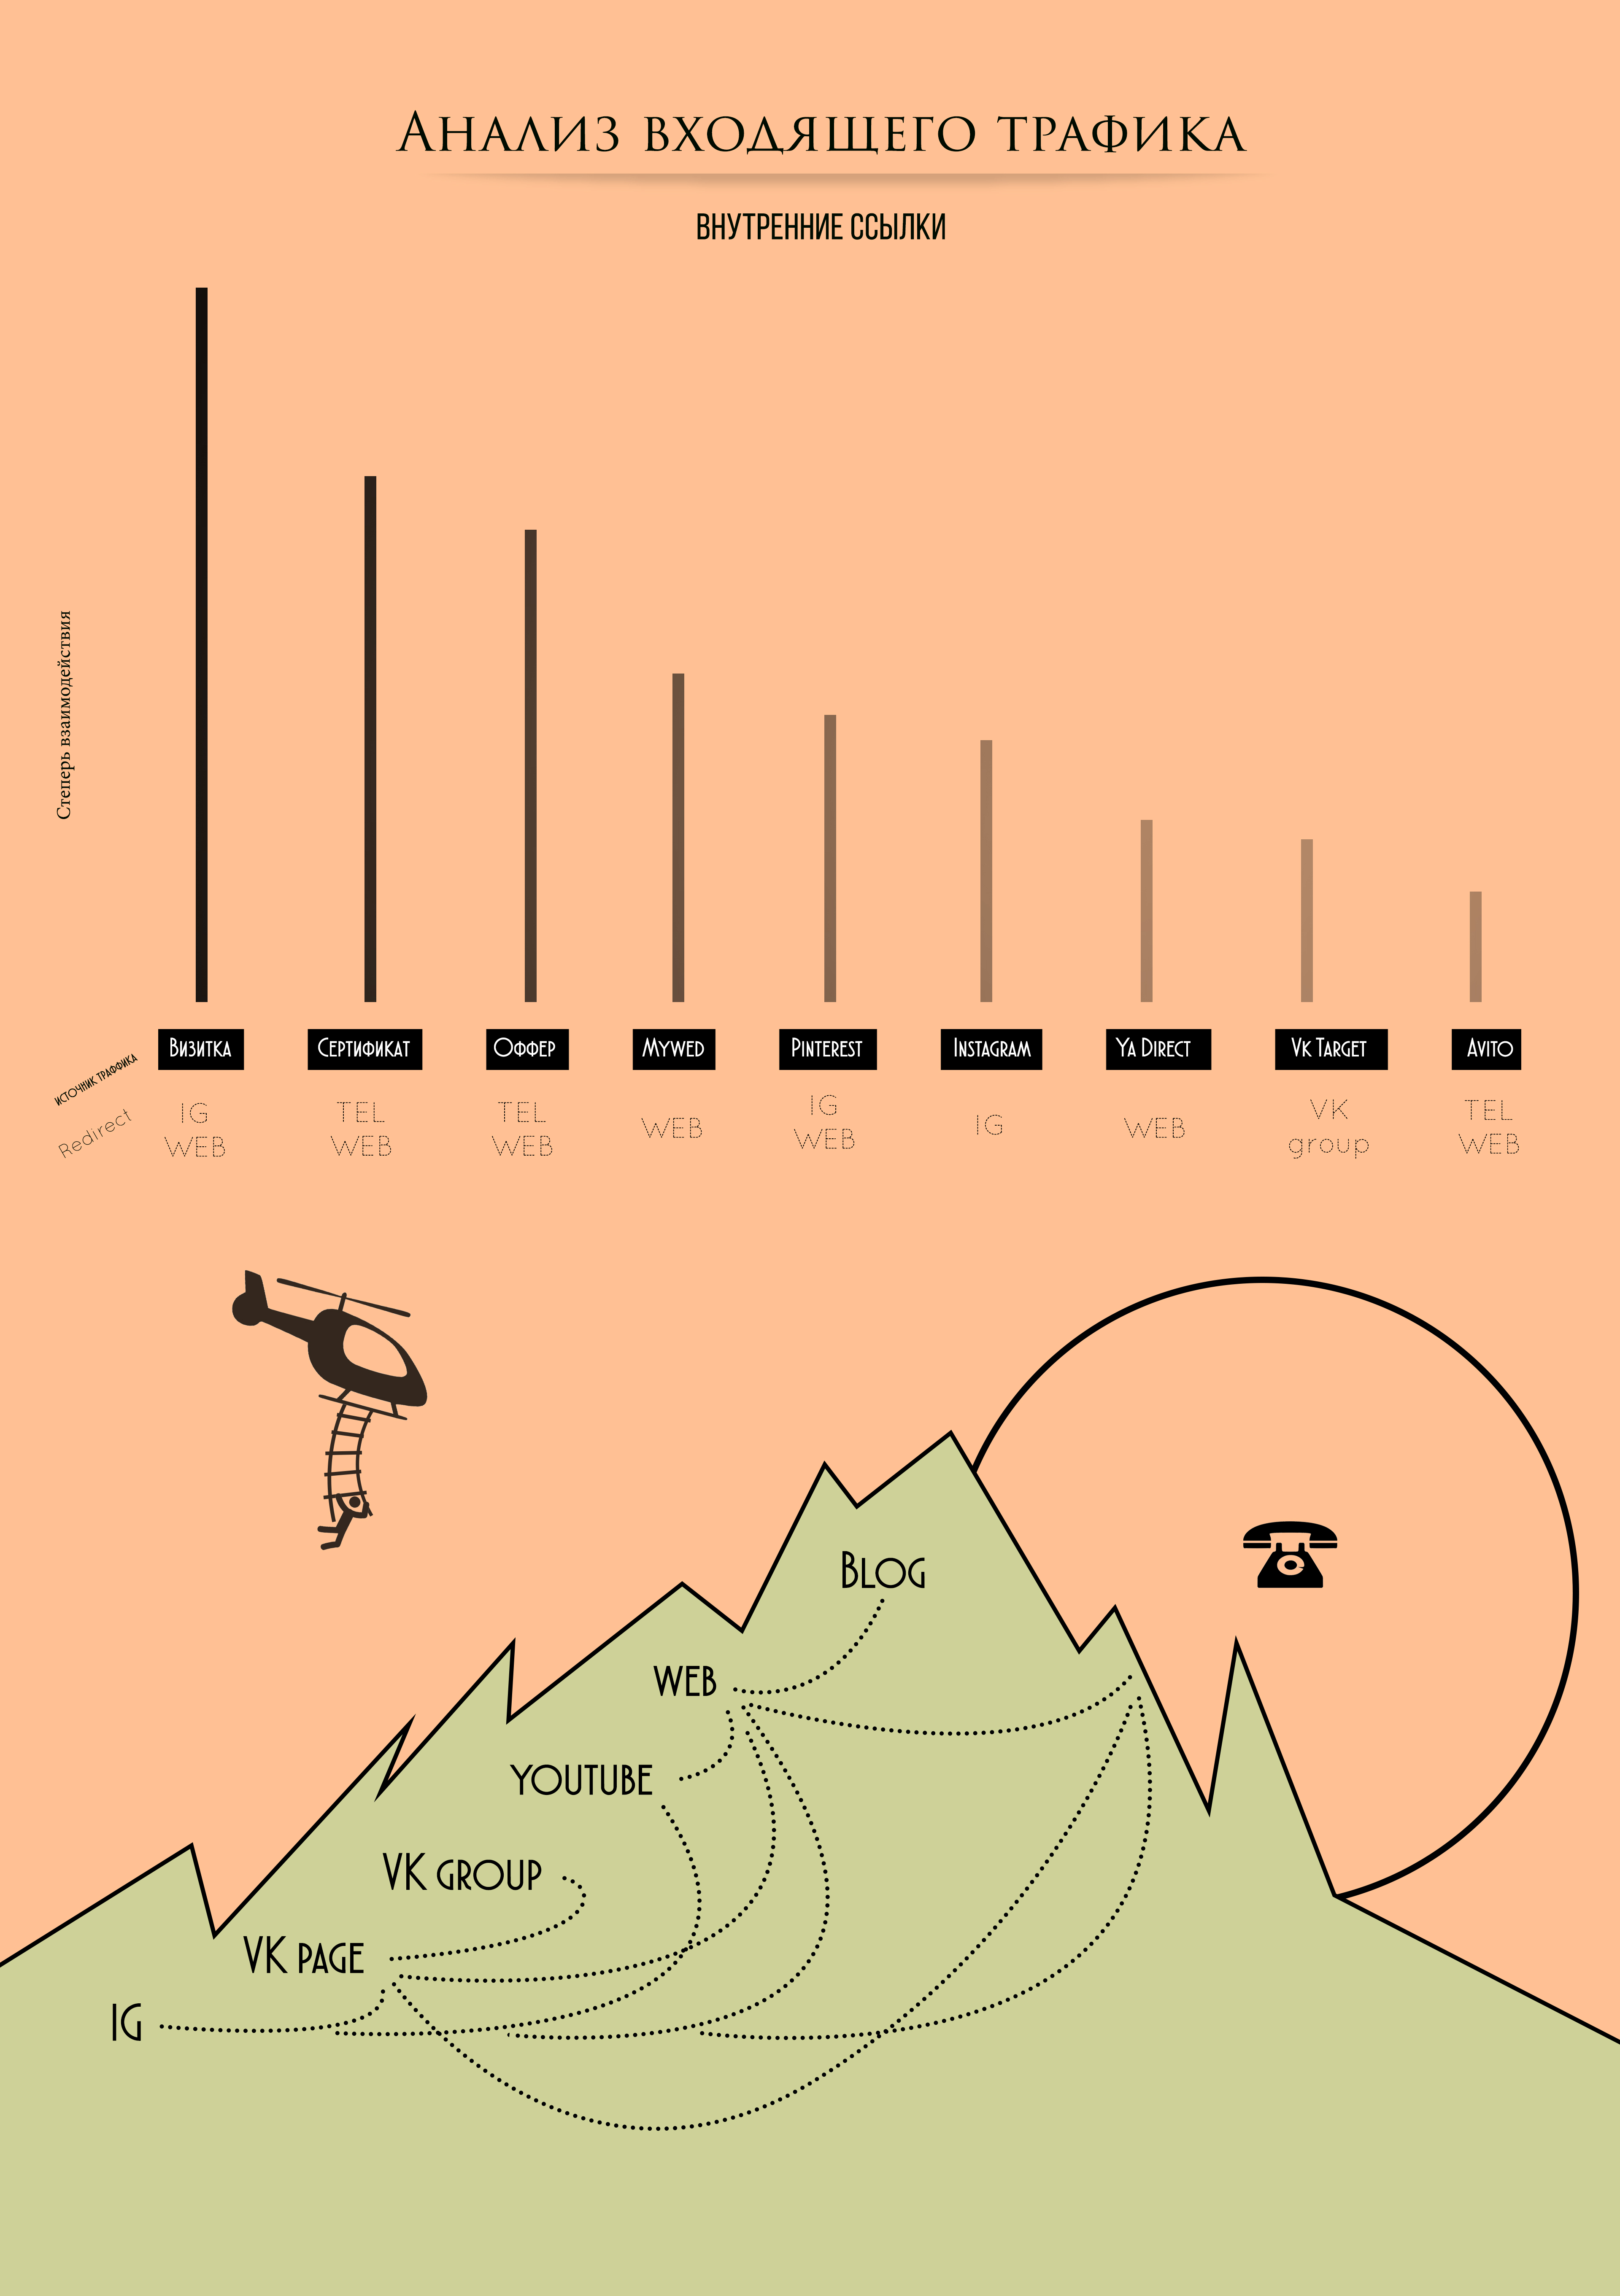 Анализ входящего трафика
ВНУТРЕННИЕ ССЫЛКИ
Степерь взаимодействия
источник траффика
Визитка
Сертификат
Оффер
Mywed
Pinterest
Instagram
Ya Direct
Vk Target
Avito
Redirect
IG
WEB
TEL
WEB
TEL
WEB
WEB
IG
WEB
IG
WEB
VK
group
TEL
WEB
Blog
WEB
YOUTUBE
VK GROUP
VK PAGE
IG